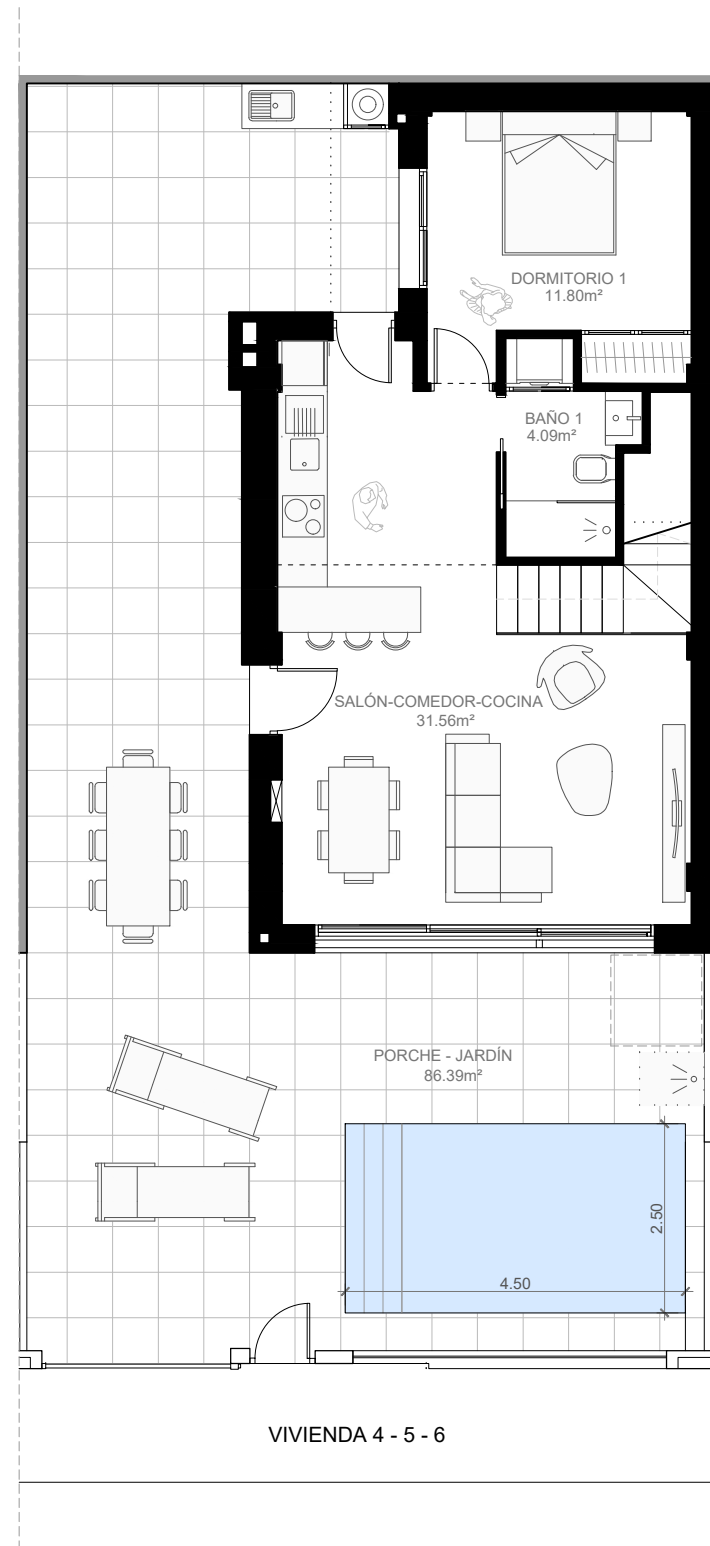 DORMITORIO 1
11.80m²
BAÑO 1
4.09m²
SALÓN-COMEDOR-COCINA
31.56m²
PORCHE - JARDÍN
86.39m²
2.50
4.50
VIVIENDA 4 - 5 - 6